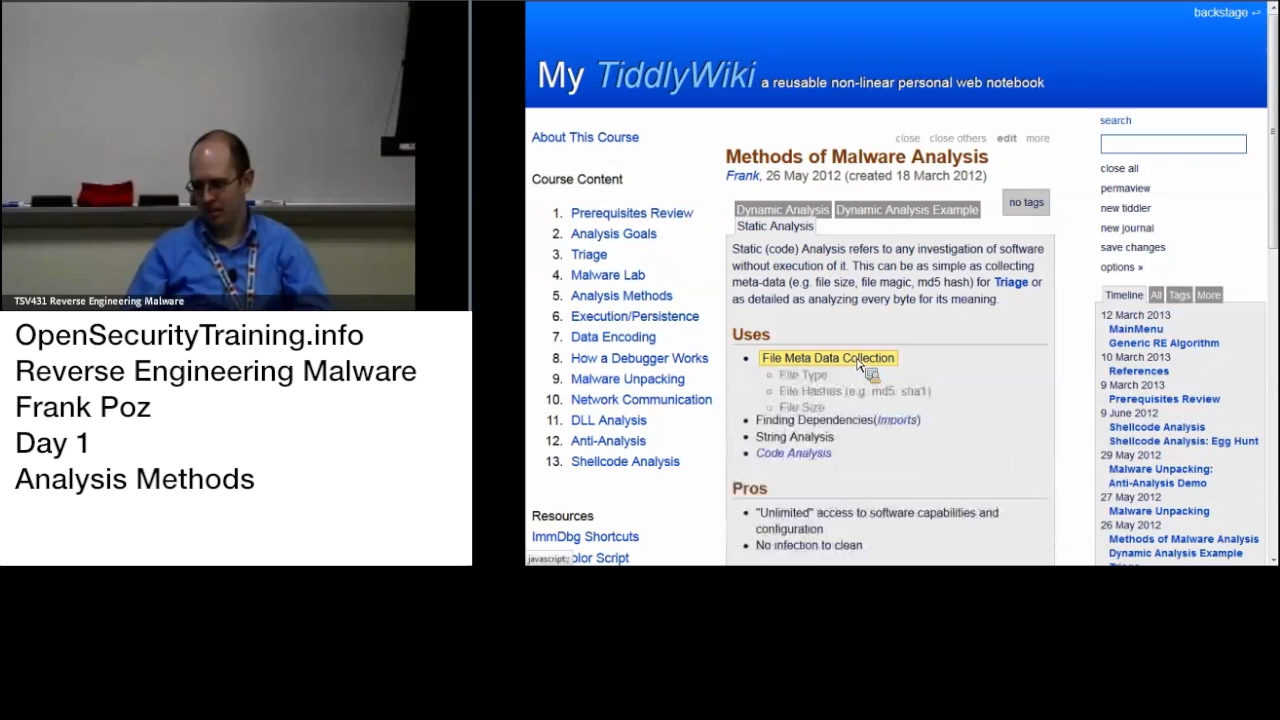 TSV431 Reverse Engineering Malware
OpenSecurityTraining.info
Reverse Engineering Malware
Frank Poz
Day 1
Analysis Methods
backstage
My TiddlyWiki a reusable non-linear personal web notebook
About This Course
Course Content
1. Prerequisites Review
2. Analysis Goals
3. Triage
4. Malware Lab
5. Analysis Methods
6. Execution/Persistence
7. Data Encoding
8. How a Debugger Works
9. Malware Unpacking
10. Network Communication
11. DLL Analysis
12. Anti-Analysis
13. Shellcode Analysis
Resources
ImmDbg Shortcuts
olor Script
javascript:;
close close others edit more
Methods of Malware Analysis
Frank, 26 May 2012 (created 18 March 2012)
no tags
Dynamic Analysis Dynamic Analysis Example
Static Analysis
Static (code) Analysis refers to any investigation of software
without execution of it. This can be as simple as collecting
meta-data (e.g. file size, file magic, md5 hash) for Triage or
as detailed as analyzing every byte for its meaning.
Uses
File Meta Data Collection
File Type
File Hashes (e.g. md5. sha1)
File Size
Finding Dependencies(Imports)
String Analysis
Code Analysis
Pros
"Unlimited" access to software capabilities and
configuration
No infection to clean
search
close all
permaview
new tiddler
new journal
save changes
options »
Timeline All Tags More
12 March 2013
MainMenu
Generic RE Algorithm
10 March 2013
References
9 March 2013
Prerequisites Review
9 June 2012
Shellcode Analysis
Shellcode Analysis: Egg Hunt
29 May 2012
Malware Unpacking:
Anti-Analysis Demo
27 May 2012
Malware Unpacking
26 May 2012
Methods of Malware Analysis
Dynamic Analysis Example